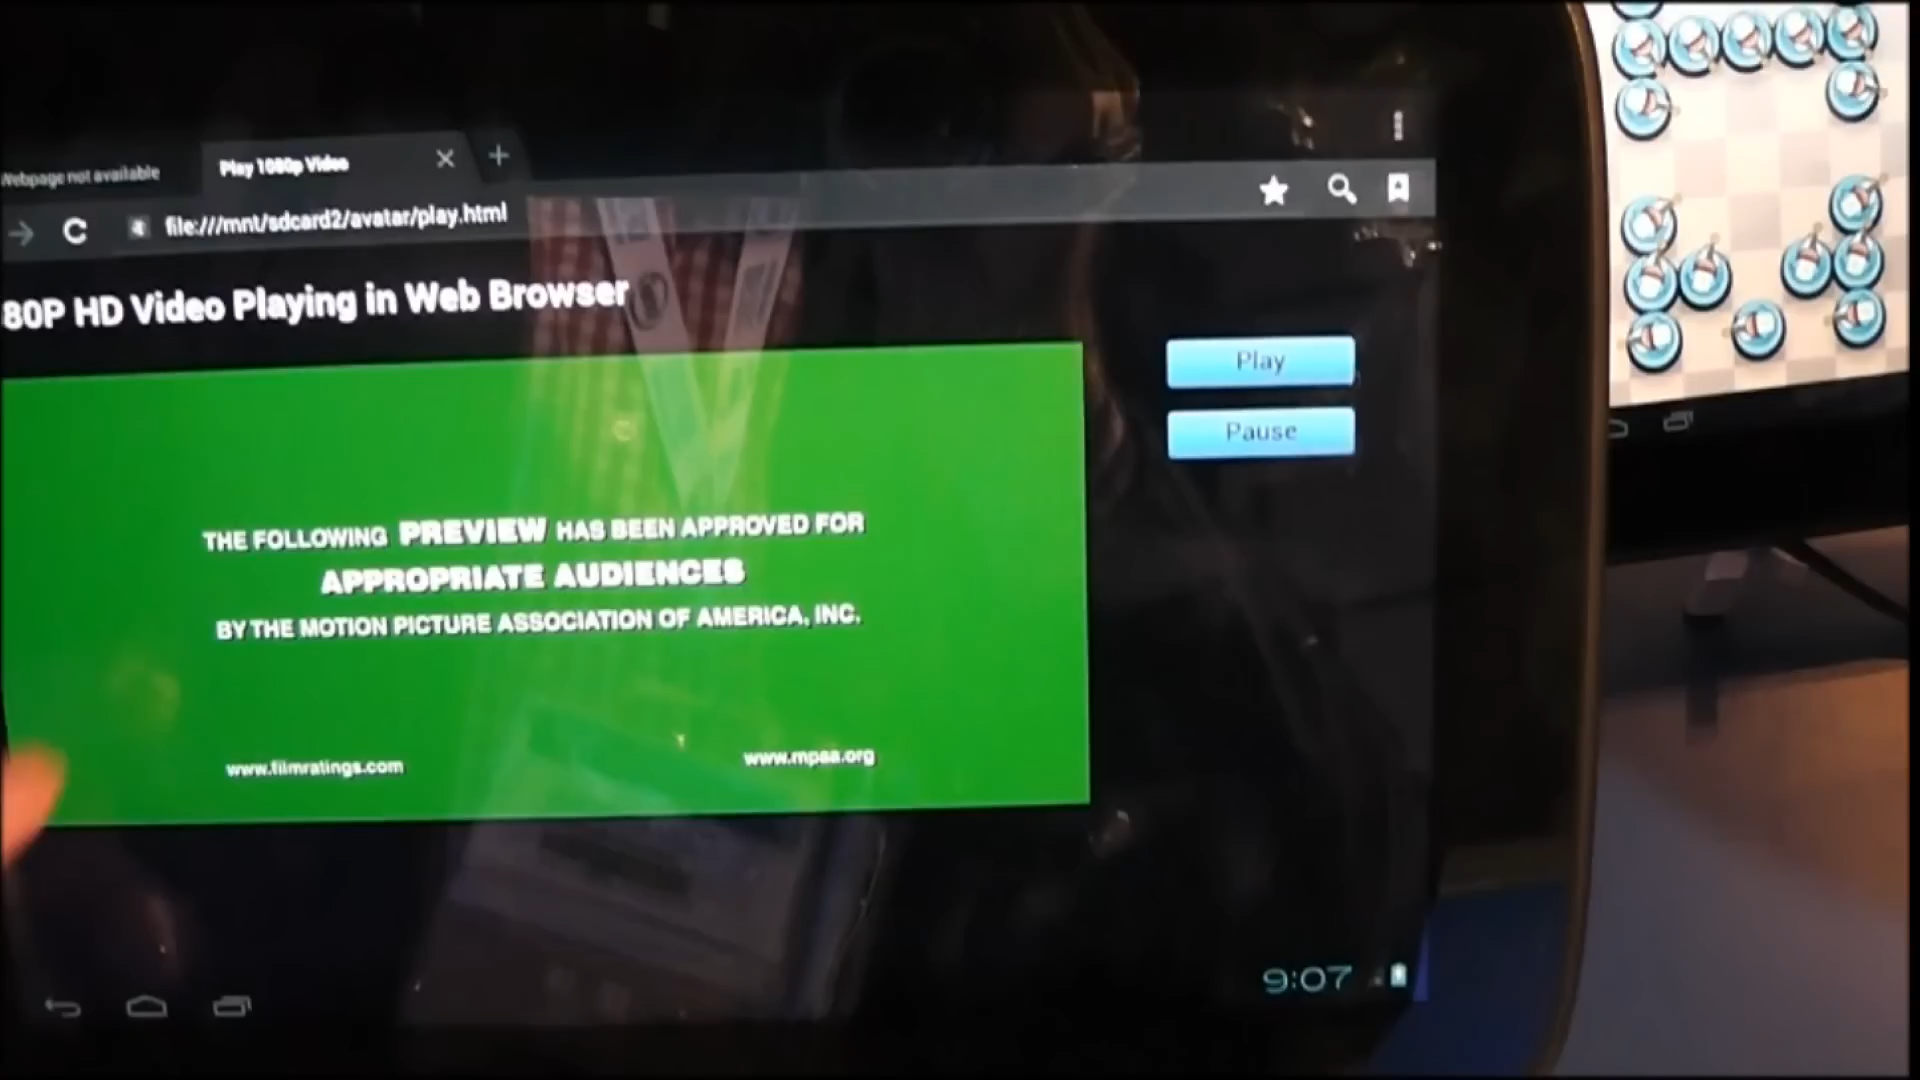 Webpage not available
Play 1080p Video
file:///mnt/sdcard2/avatar/play.html
80P HD Video Playing in Web Browser
Play
Pause
THE FOLLOWING PREVIEW HAS BEEN APPROVED FOR
APPROPRIATE AUDIENCES
BY THE MOTION PICTURE ASSOCIATION OF AMERICA, INC.
www.filmratings.com
www.mpaa.org
9:07